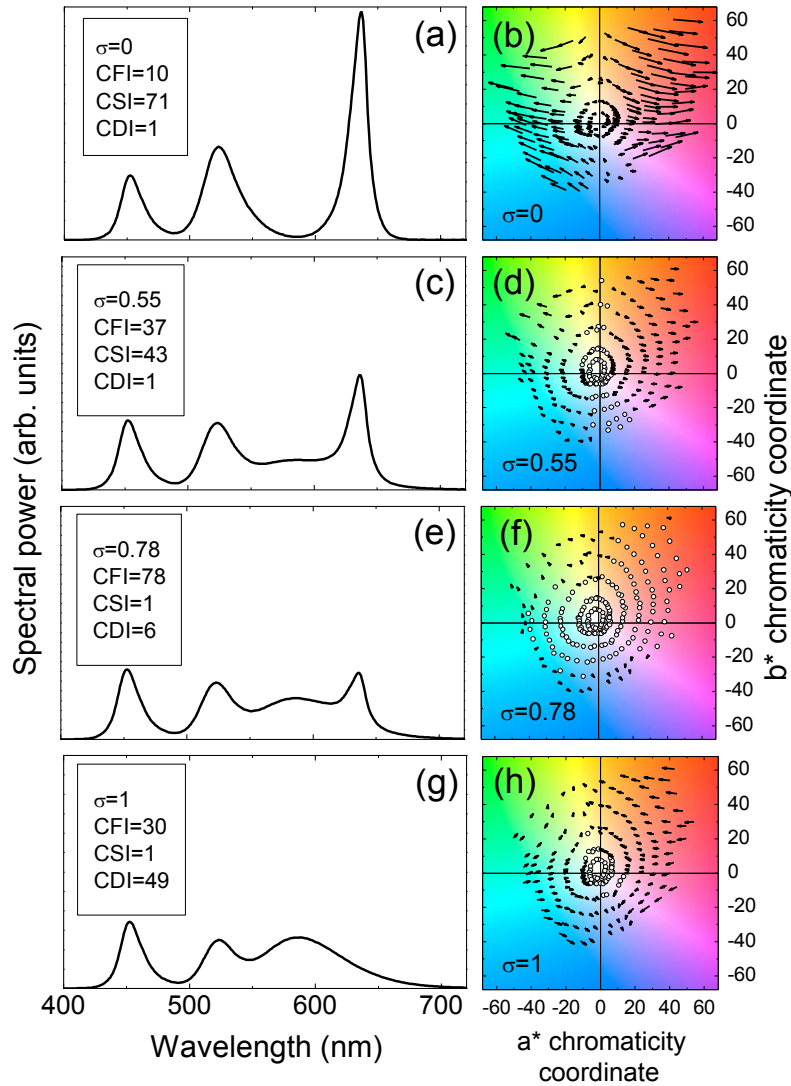 (a)
σ=0
CFI=10
CSI=71
CDI=1
(b)
60
40
20
0
-20
-40
-60
σ=0
(c)
σ=0.55
CFI=37
CSI=43
CDI=1
(d)
60
40
20
0
-20
-40
-60
σ=0.55
(e)
σ=0.78
CFI=78
CSI=1
CDI=6
(f)
60
40
20
0
-20
-40
-60
σ=0.78
(g)
σ=1
CFI=30
CSI=1
CDI=49
(h)
60
40
20
0
-20
-40
-60
σ=1
Spectral power (arb. units)
b* chromaticity coordinate
400 500 600 700
Wavelength (nm)
-60 -40 -20 0 20 40 60
a* chromaticity
coordinate